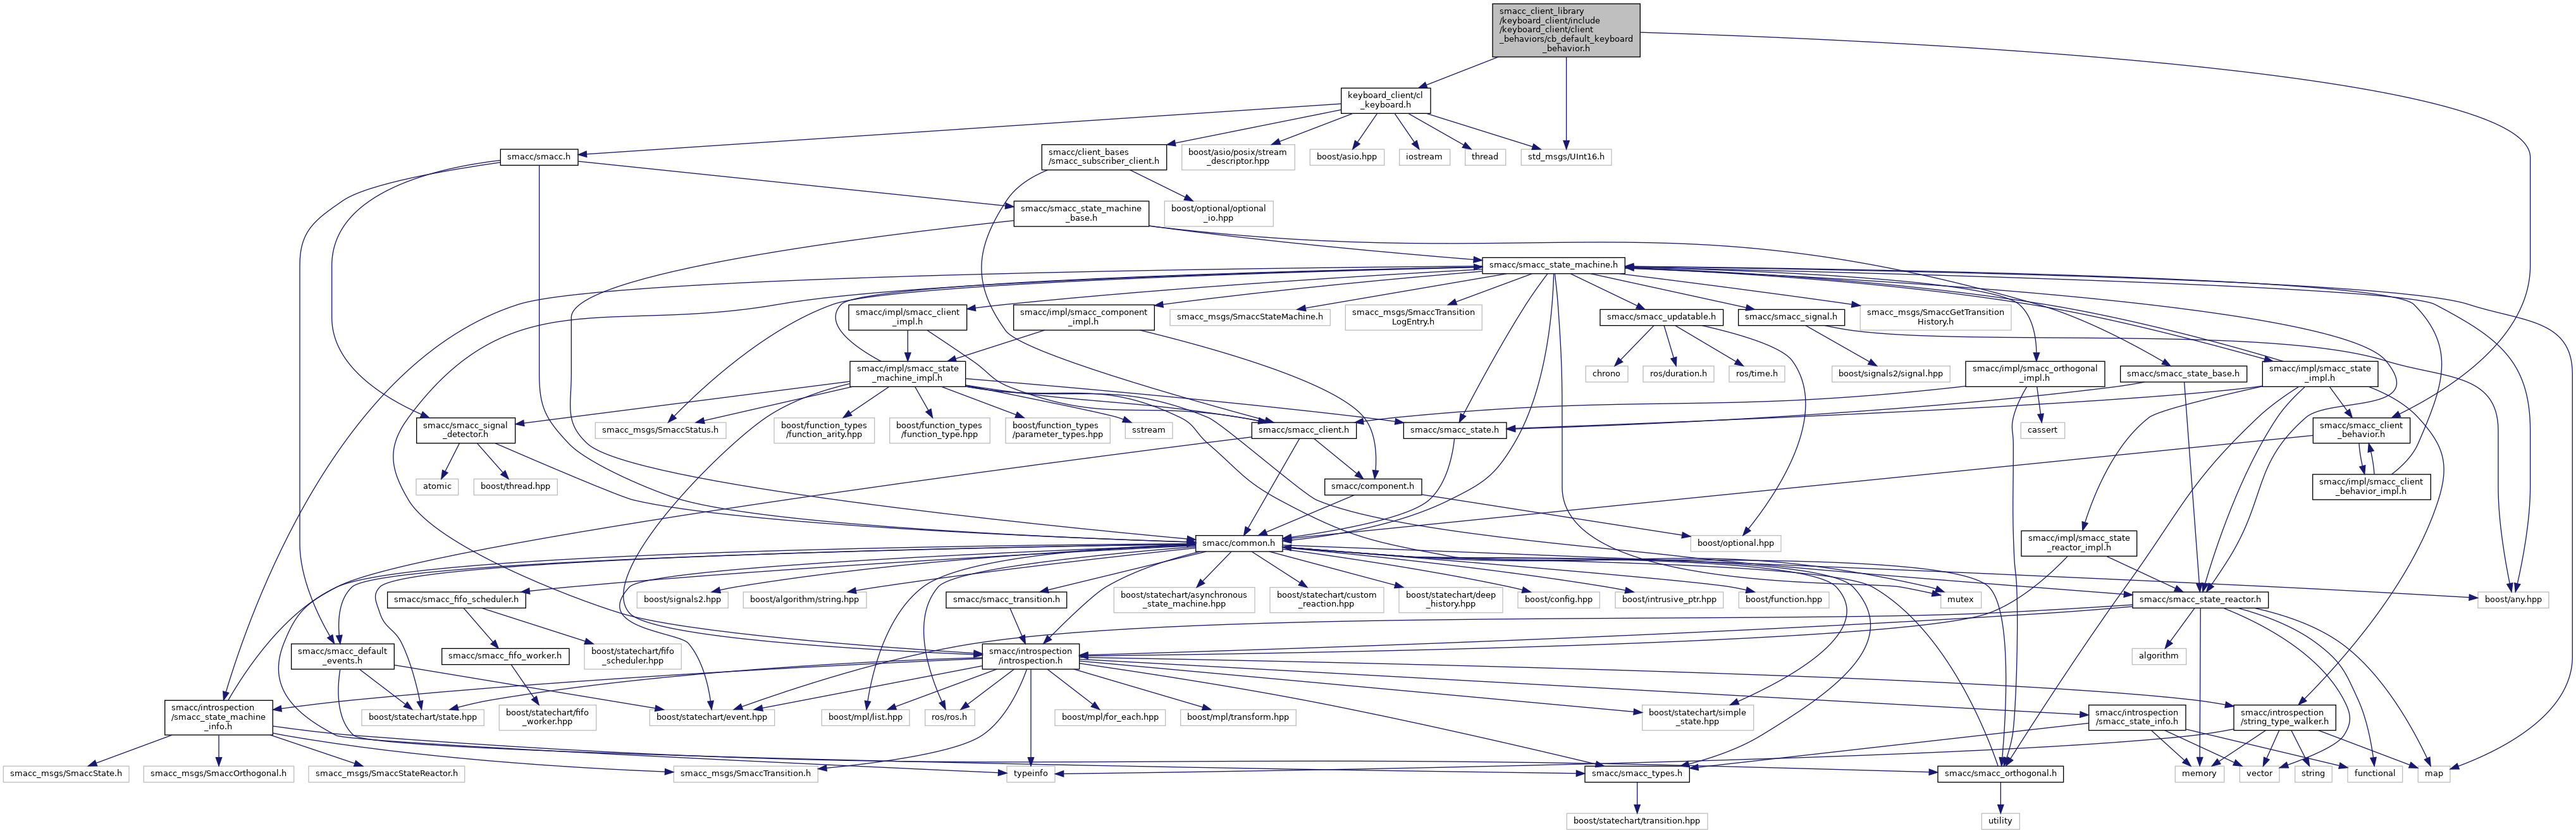 smacc_client_library
/keyboard_client/include
/keyboard_client/client
_behaviors/cb_default_keyboard
_behavior.h
keyboard_client/cl
_keyboard.h
smacc/smacc.h
smacc/client_bases
/smacc_subscriber_client.h
boost/asio/posix/stream
_descriptor.hpp
boost/asio.hpp
iostream
thread
std_msgs/UInt16.h
smacc/smacc_state_machine
_base.h
boost/optional/optional
_io.hpp
smacc/smacc_state_machine.h
smacc/impl/smacc_client
_impl.h
smacc/impl/smacc_component
_impl.h
smacc_msgs/SmaccStateMachine.h
smacc_msgs/SmaccTransition
LogEntry.h
smacc/smacc_updatable.h
smacc/smacc_signal.h
smacc_msgs/SmaccGetTransition
History.h
smacc/impl/smacc_state
_machine_impl.h
chrono
ros/duration.h
ros/time.h
boost/signals2/signal.hpp
smacc/impl/smacc_orthogonal
_impl.h
smacc/smacc_state_base.h
smacc/impl/smacc_state
_impl.h
smacc/smacc_signal
_detector.h
smacc_msgs/SmaccStatus.h
boost/function_types
/function_arity.hpp
boost/function_types
/function_type.hpp
boost/function_types
/parameter_types.hpp
sstream
smacc/smacc_client.h
smacc/smacc_state.h
cassert
smacc/smacc_client
_behavior.h
atomic
boost/thread.hpp
smacc/component.h
smacc/impl/smacc_client
_behavior_impl.h
smacc/common.h
boost/optional.hpp
smacc/impl/smacc_state
_reactor_impl.h
smacc/smacc_fifo_scheduler.h
boost/signals2.hpp
boost/algorithm/string.hpp
smacc/smacc_transition.h
boost/statechart/asynchronous
_state_machine.hpp
boost/statechart/custom
_reaction.hpp
boost/statechart/deep
_history.hpp
boost/config.hpp
boost/intrusive_ptr.hpp
boost/function.hpp
mutex
smacc/smacc_state_reactor.h
boost/any.hpp
smacc/smacc_default
_events.h
smacc/smacc_fifo_worker.h
boost/statechart/fifo
_scheduler.hpp
smacc/introspection
/introspection.h
algorithm
smacc/introspection
/smacc_state_machine
_info.h
boost/statechart/state.hpp
boost/statechart/fifo
_worker.hpp
boost/statechart/event.hpp
boost/mpl/list.hpp
ros/ros.h
boost/mpl/for_each.hpp
boost/mpl/transform.hpp
boost/statechart/simple
_state.hpp
smacc/introspection
/smacc_state_info.h
smacc/introspection
/string_type_walker.h
smacc_msgs/SmaccState.h
smacc_msgs/SmaccOrthogonal.h
smacc_msgs/SmaccStateReactor.h
smacc_msgs/SmaccTransition.h
typeinfo
smacc/smacc_types.h
smacc/smacc_orthogonal.h
memory
vector
string
functional
map
boost/statechart/transition.hpp
utility